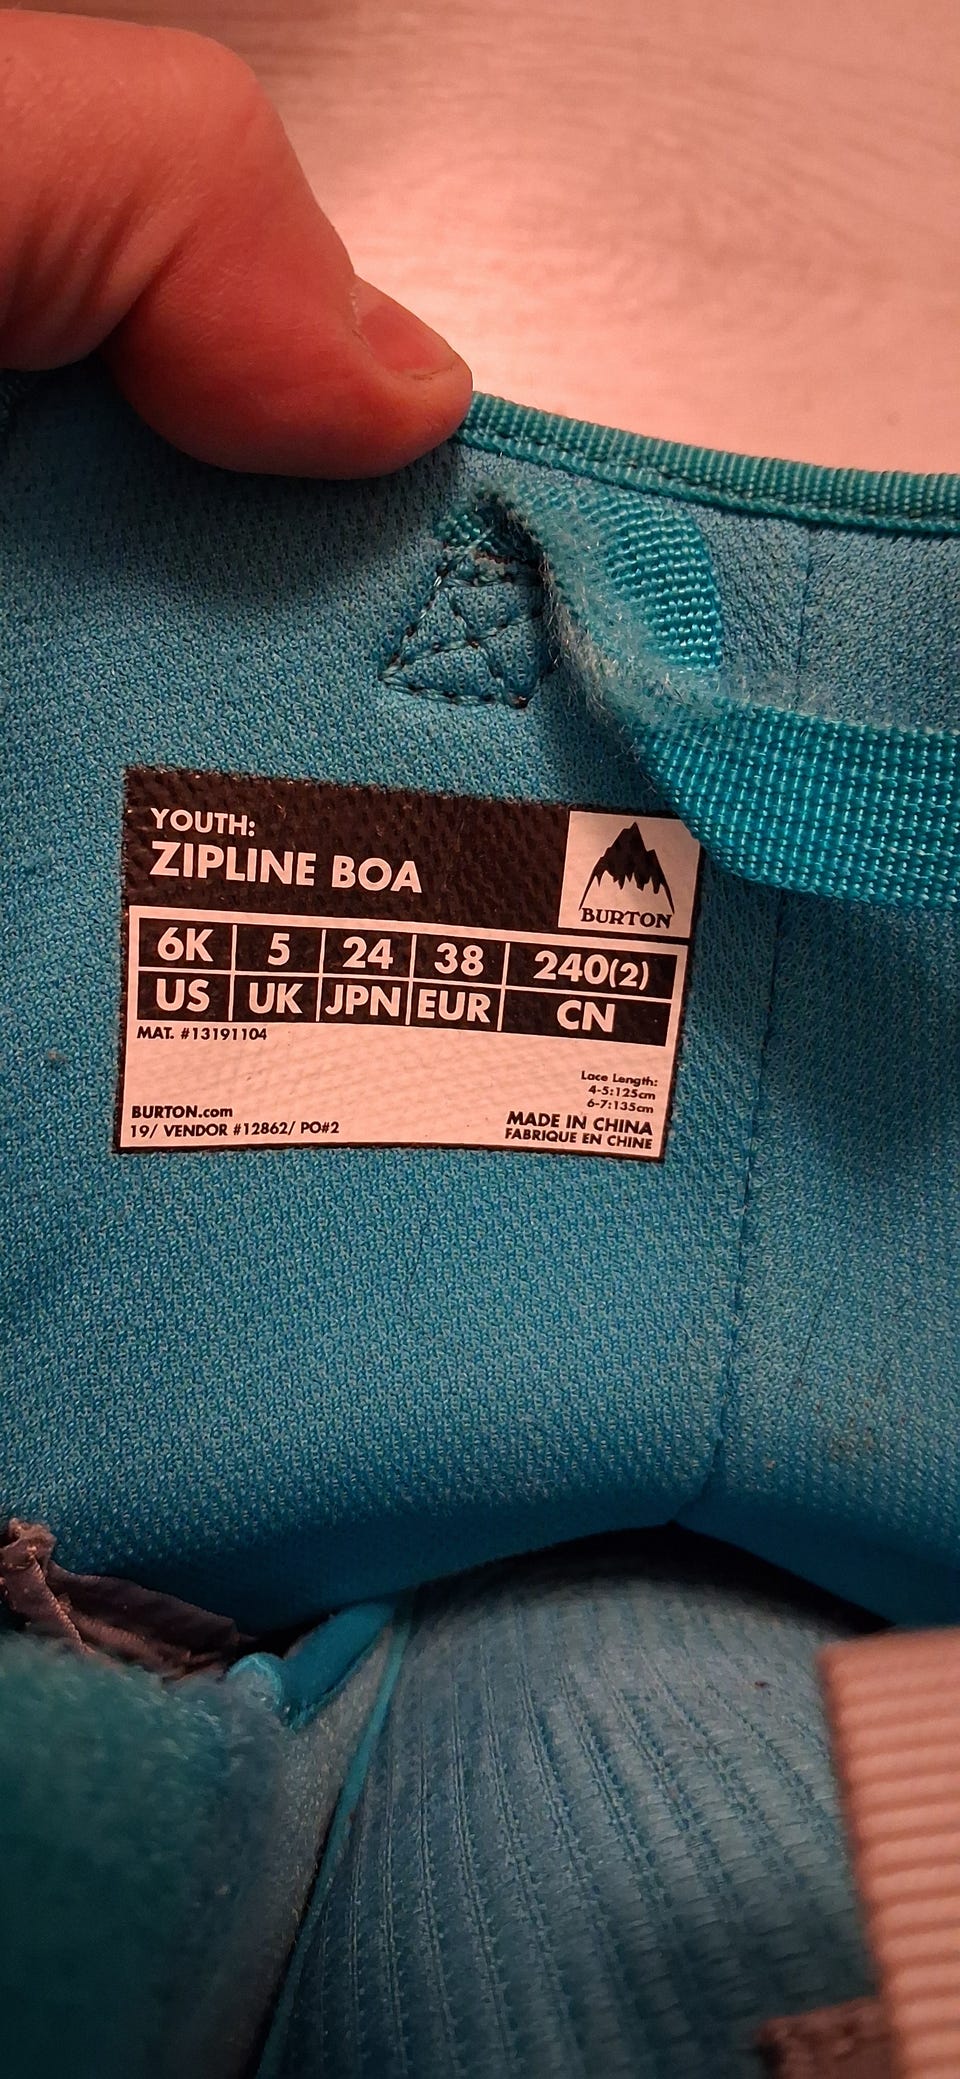 YOUTH:
ZIPLINE BOA
BURTON
6K 5 24 38 240(2)
US UK JPN EUR CN
MAT. #13191104
Lace Length:
4-5:125cm
6-7:135cm
BURTON.com
19/ VENDOR #12862/ PO#2
MADE IN CHINA
FABRIQUE EN CHINE